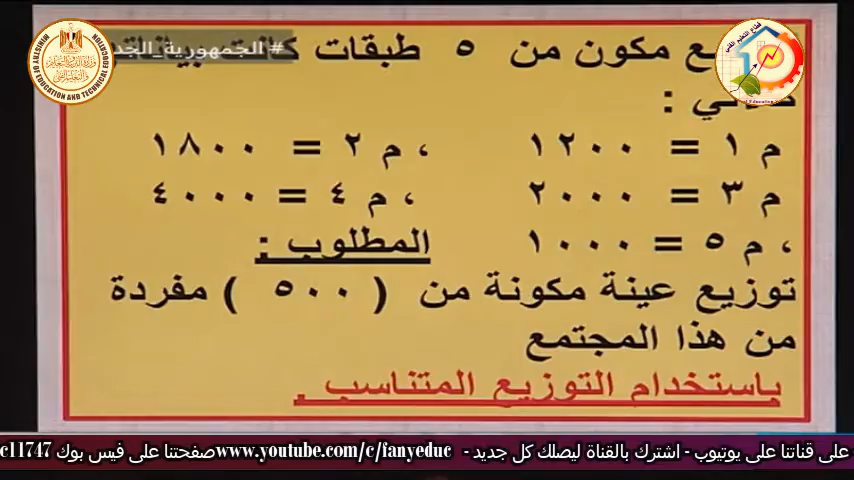 #الجمهورية_الجد
مكون من ٥ طبقات كانت
:
م ١ = ١٢٠٠ ، م ٢ = ١٨٠٠
م ٣ = ٢٠٠٠ ، م ٤ = ٤٠٠٠
، م ٥ = ١٠٠٠ المطلوب :
توزيع عينة مكونة من ( ٥٠٠ ) مفردة
من هذا المجتمع
باستخدام التوزيع المتناسب .
على قناتنا على يوتيوب - اشترك بالقناة ليصلك كل جديد - www.youtube.com/c/fanyeduc صفحتنا على فيس بوك c11747